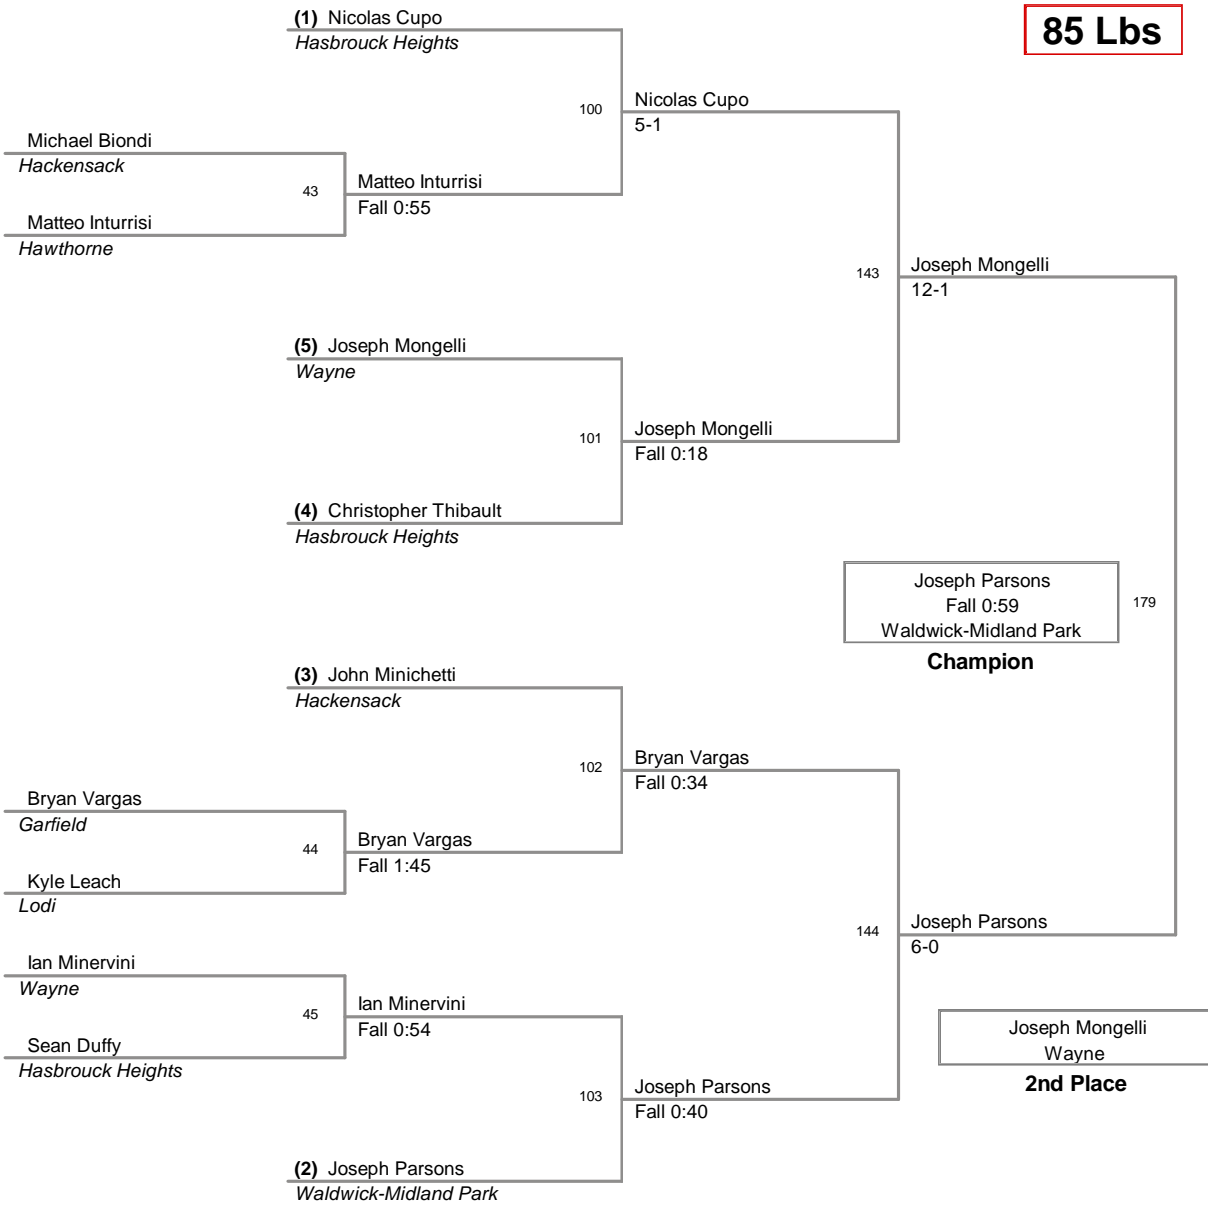 (1) Nicolas Cupo
Hasbrouck Heights
85 Lbs
100
Nicolas Cupo
5-1
Michael Biondi
Hackensack
43
Matteo Inturrisi
Fall 0:55
Matteo Inturrisi
Hawthorne
143
Joseph Mongelli
12-1
(5) Joseph Mongelli
Wayne
101
Joseph Mongelli
Fall 0:18
(4) Christopher Thibault
Hasbrouck Heights
Joseph Parsons
Fall 0:59
Waldwick-Midland Park
179
Champion
(3) John Minichetti
Hackensack
102
Bryan Vargas
Fall 0:34
Bryan Vargas
Garfield
44
Bryan Vargas
Fall 1:45
Kyle Leach
Lodi
144
Joseph Parsons
6-0
Ian Minervini
Wayne
45
Ian Minervini
Fall 0:54
Sean Duffy
Hasbrouck Heights
Joseph Mongelli
Wayne
2nd Place
103
Joseph Parsons
Fall 0:40
(2) Joseph Parsons
Waldwick-Midland Park